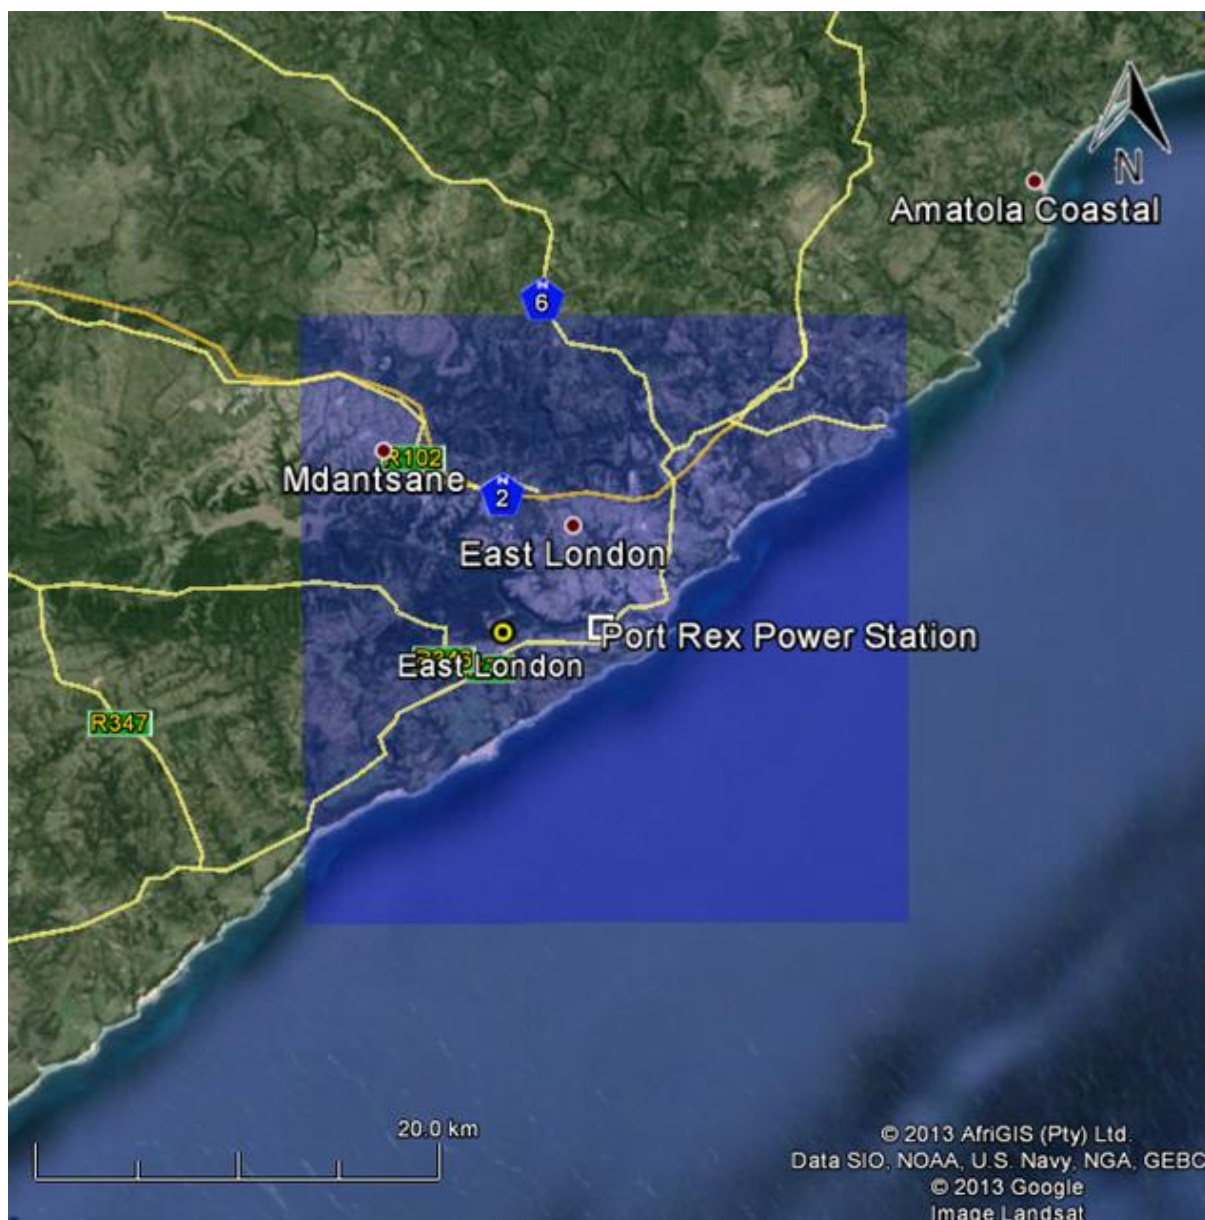 N
Amatola Coastal
N
6
R102
Mdantsane
N
2
East London
Port Rex Power Station
East London
R347
20.0 km
© 2013 AfriGIS (Pty) Ltd.
Data SIO, NOAA, U.S. Navy, NGA, GEBC
© 2013 Google
Image Landsat